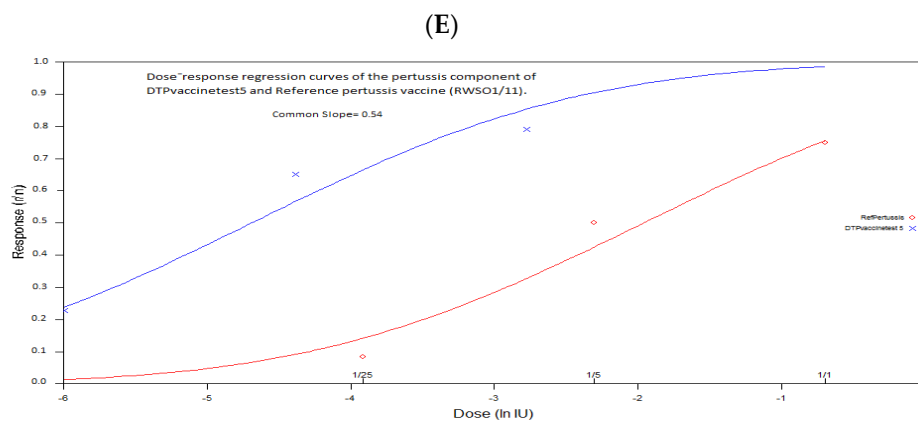 (E)
Dose¯response regression curves of the pertussis component of
DTPvaccinetest5 and Reference pertussis vaccine (RWSO1/11).
Common Slope= 0.54
Response (r/n)
1.0
0.9
0.8
0.7
0.6
0.5
0.4
0.3
0.2
0.1
0.0
RefPertussis
DTPvaccinetest 5
1/25
1/5
1/1
-6
-5
-4
-3
-2
-1
Dose (ln IU)